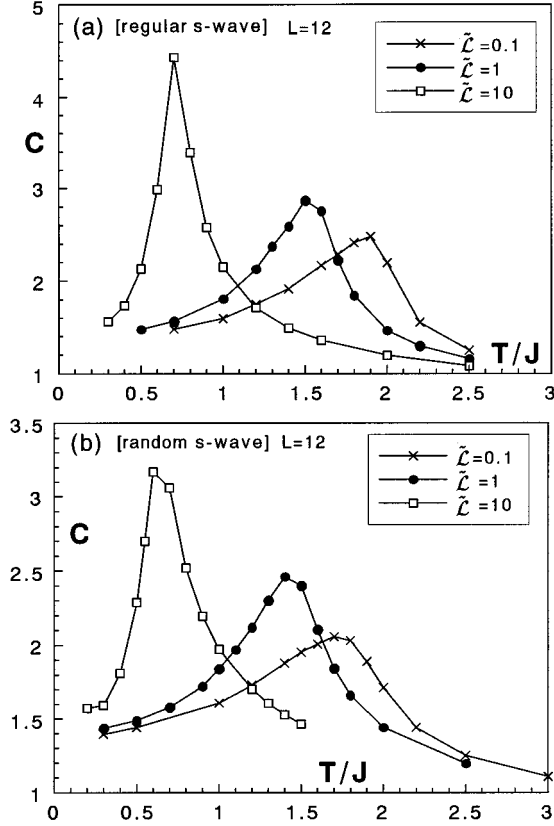 5
(a) [regular s-wave] L=12
ℒ̃=0.1
ℒ̃=1
ℒ̃=10
4
C
3
2
T/J
1
0 0.5 1 1.5 2 2.5 3
3.5
(b) [random s-wave] L=12
ℒ̃=0.1
ℒ̃=1
ℒ̃=10
3
C
2.5
2
1.5
T/J
1
0 0.5 1 1.5 2 2.5 3